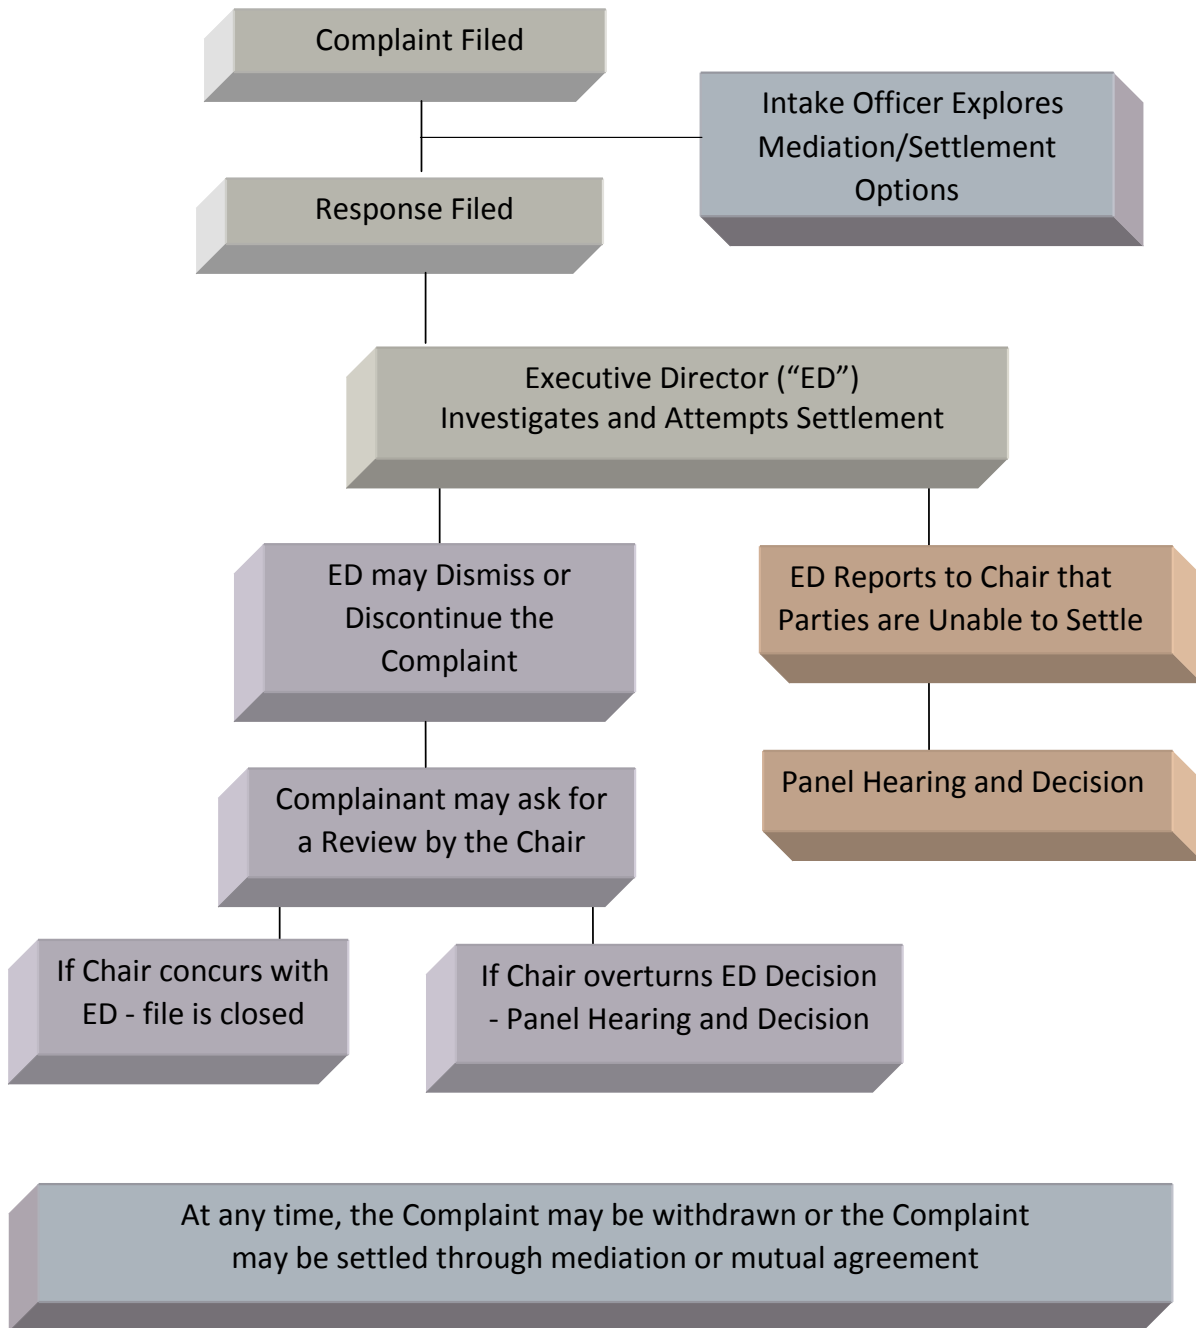 Complaint Filed
Intake Officer Explores
Mediation/Settlement
Options
Response Filed
Executive Director (“ED”)
Investigates and Attempts Settlement
ED may Dismiss or
Discontinue the
Complaint
ED Reports to Chair that
Parties are Unable to Settle
Complainant may ask for
a Review by the Chair
Panel Hearing and Decision
If Chair concurs with
ED - file is closed
If Chair overturns ED Decision
- Panel Hearing and Decision
At any time, the Complaint may be withdrawn or the Complaint
may be settled through mediation or mutual agreement